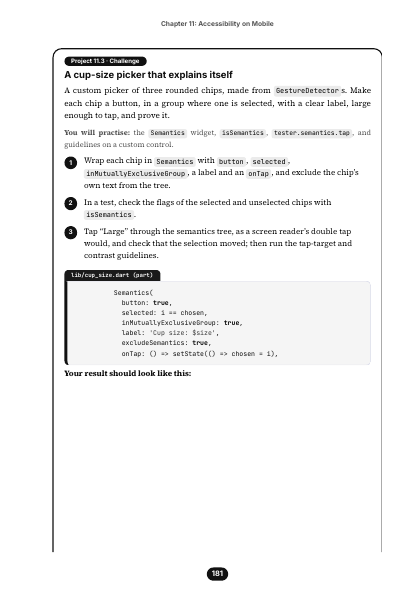 Chapter 11: Accessibility on Mobile
Project 11.3 · Challenge
A cup-size picker that explains itself
A custom picker of three rounded chips, made from GestureDetectors. Make
each chip a button, in a group where one is selected, with a clear label, large
enough to tap, and prove it.
You will practise: the Semantics widget, isSemantics, tester.semantics.tap, and
guidelines on a custom control.
1 Wrap each chip in Semantics with button, selected,
inMutuallyExclusiveGroup, a label and an onTap, and exclude the chip's
own text from the tree.
2 In a test, check the flags of the selected and unselected chips with
isSemantics.
3 Tap “Large” through the semantics tree, as a screen reader's double tap
would, and check that the selection moved; then run the tap-target and
contrast guidelines.
lib/cup_size.dart (part)
Semantics(
button: true,
selected: i == chosen,
inMutuallyExclusiveGroup: true,
label: 'Cup size: $size',
excludeSemantics: true,
onTap: () => setState(() => chosen = i),
Your result should look like this:
181